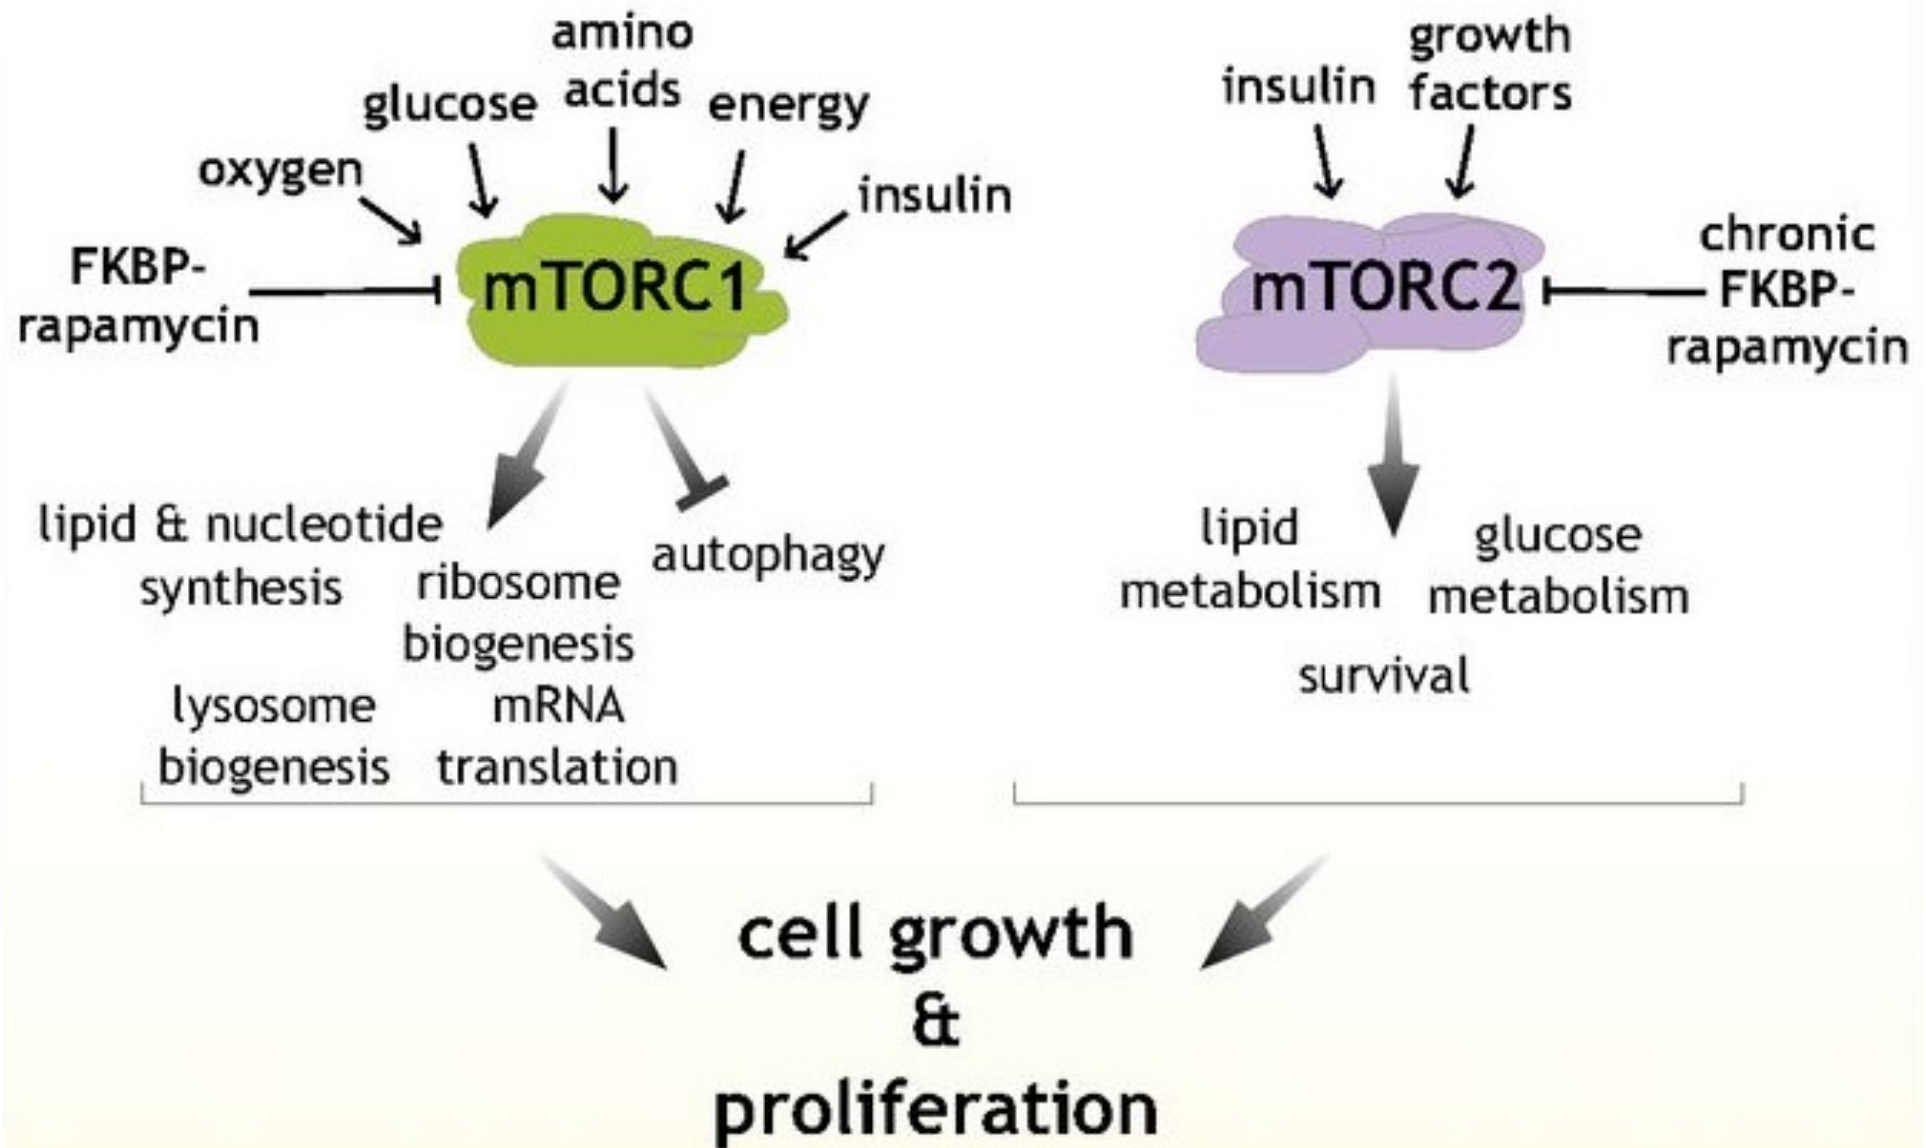 amino
acids
glucose
energy
oxygen
insulin
FKBP-
rapamycin
mTORC1
lipid & nucleotide
synthesis
ribosome
biogenesis
autophagy
lysosome
biogenesis
mRNA
translation
insulin
growth
factors
mTORC2
chronic
FKBP-
rapamycin
lipid
metabolism
glucose
metabolism
survival
cell growth
&
proliferation